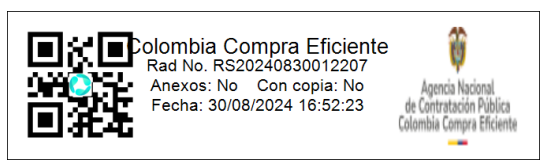 Colombia Compra Eficiente
Rad No. RS20240830012207
Anexos: No Con copia: No
Fecha: 30/08/2024 16:52:23
Agencia Nacional
de Contratación Pública
Colombia Compra Eficiente